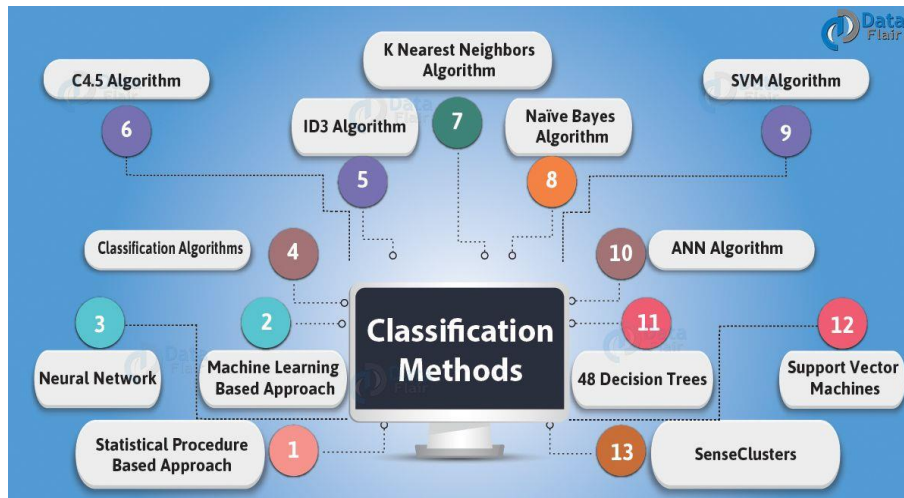 Data
Flair
K Nearest Neighbors
Algorithm
C4.5 Algorithm
SVM Algorithm
ID3 Algorithm
Naïve Bayes
Algorithm
6
7
9
5
8
Classification Algorithms
4
10
ANN Algorithm
3
2
11
12
Classification
Methods
Neural Network
Machine Learning
Based Approach
48 Decision Trees
Support Vector
Machines
Statistical Procedure
Based Approach
1
13
SenseClusters